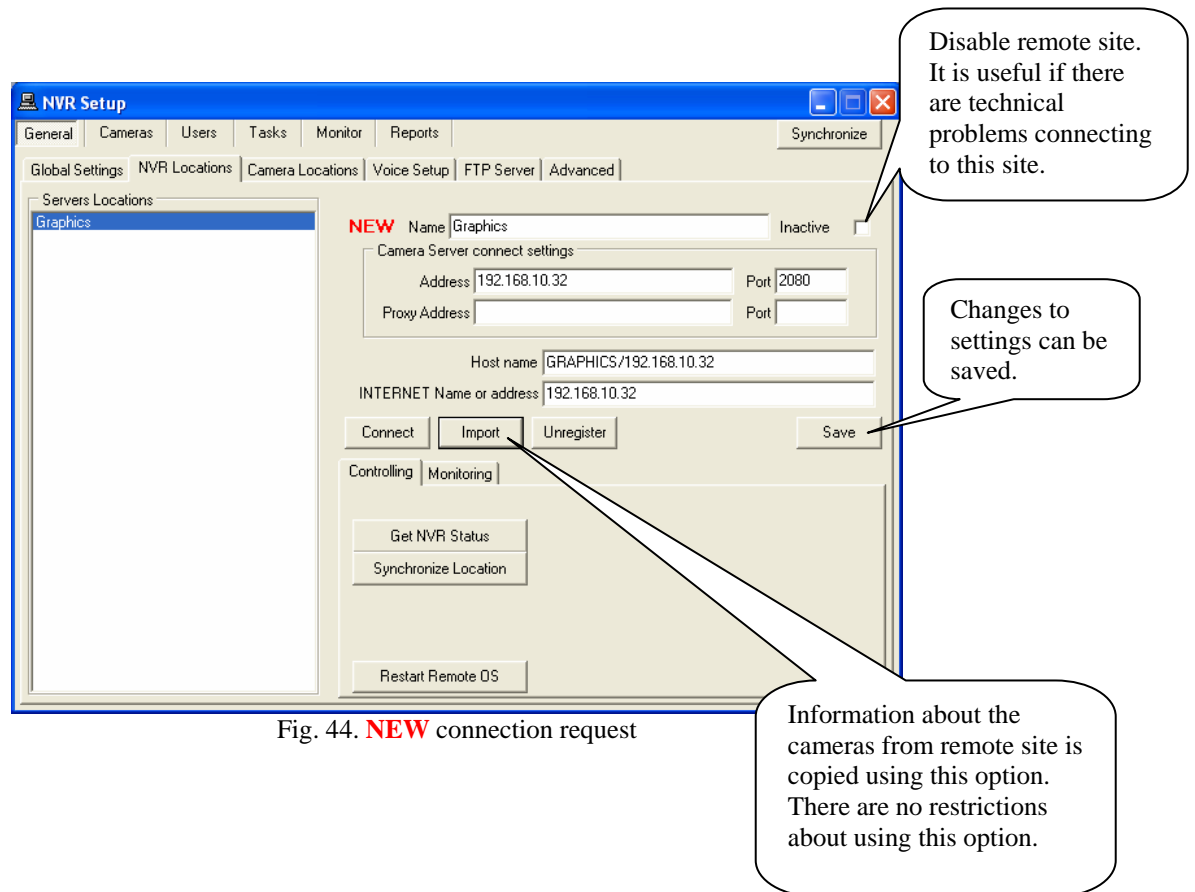 Disable remote site.
It is useful if there
are technical
problems connecting
to this site.
NVR Setup
General Cameras Users Tasks Monitor Reports Synchronize
Global Settings NVR Locations Camera Locations Voice Setup FTP Server Advanced
Servers Locations
Graphics
NEW Name Graphics Inactive
Camera Server connect settings
Address 192.168.10.32 Port 2080
Proxy Address Port
Host name GRAPHICS/192.168.10.32
INTERNET Name or address 192.168.10.32
Connect Import Unregister Save
Changes to
settings can be
saved.
Controlling Monitoring
Get NVR Status
Synchronize Location
Restart Remote OS
Fig. 44. NEW connection request
Information about the
cameras from remote site is
copied using this option.
There are no restrictions
about using this option.